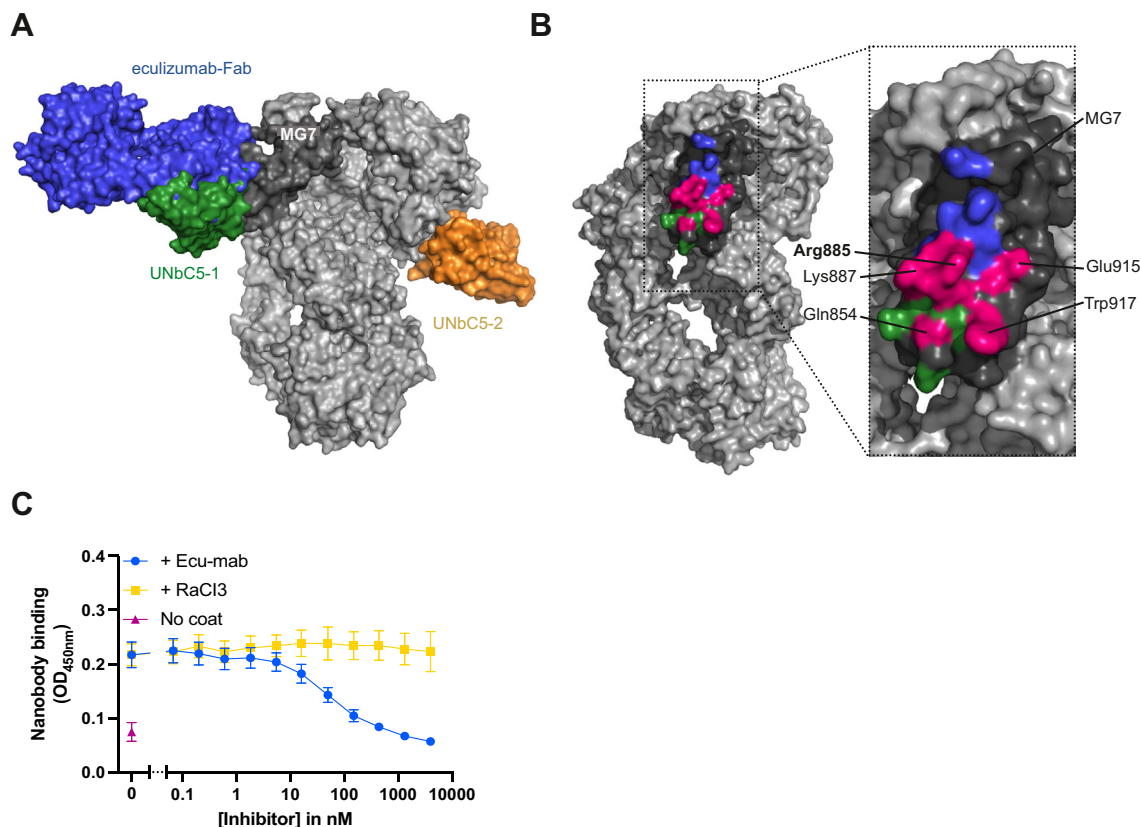 A
eculizumab-Fab
MG7
UNbC5-1
UNbC5-2
B
MG7
Arg885
Lys887
Gln854
Glu915
Trp917
C
+ Ecu-mab
+ RaCI3
No coat
Nanobody binding
(OD450nm)
0.4
0.3
0.2
0.1
0.0
0 0.1 1 10 100 1000 10000
[Inhibitor] in nM